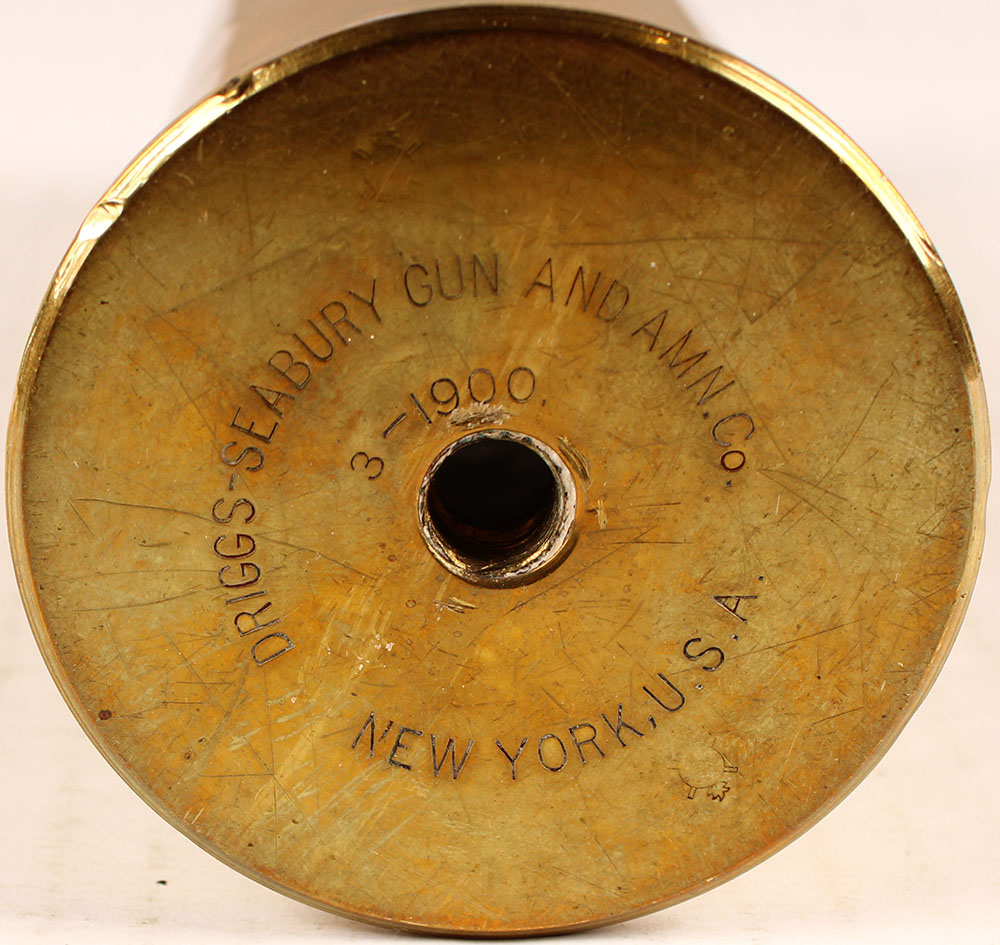 DRIGGS-SEABURY GUN AND AMN. Co.
3-1900.
NEW YORK, U.S.A